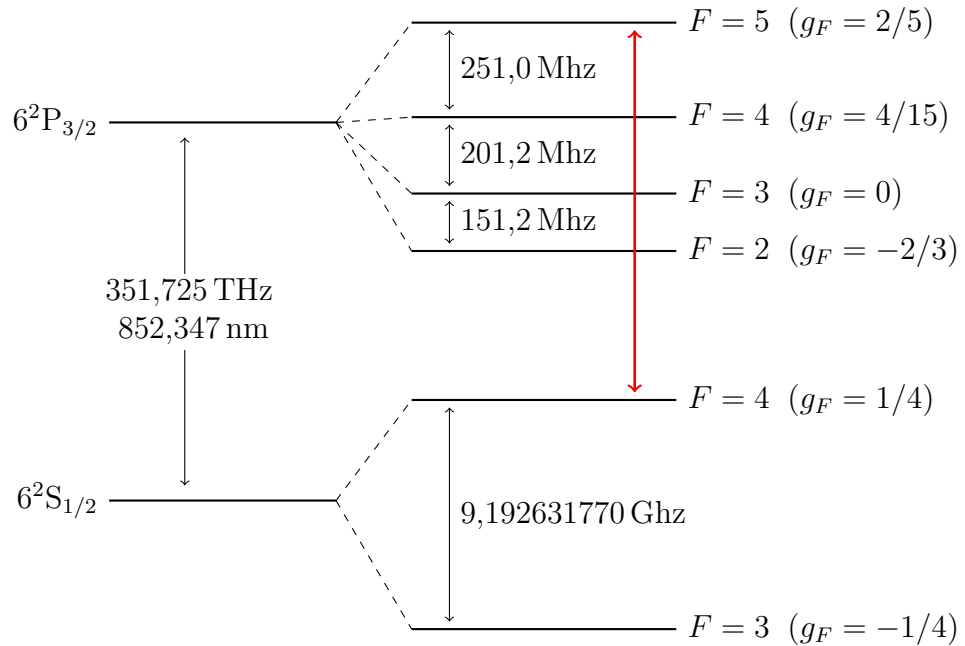 F = 5 (g_F = 2/5)
251,0 Mhz
6²P₃/₂
F = 4 (g_F = 4/15)
201,2 Mhz
F = 3 (g_F = 0)
151,2 Mhz
F = 2 (g_F = −2/3)
351,725 THz
852,347 nm
F = 4 (g_F = 1/4)
6²S₁/₂
9,192631770 Ghz
F = 3 (g_F = −1/4)